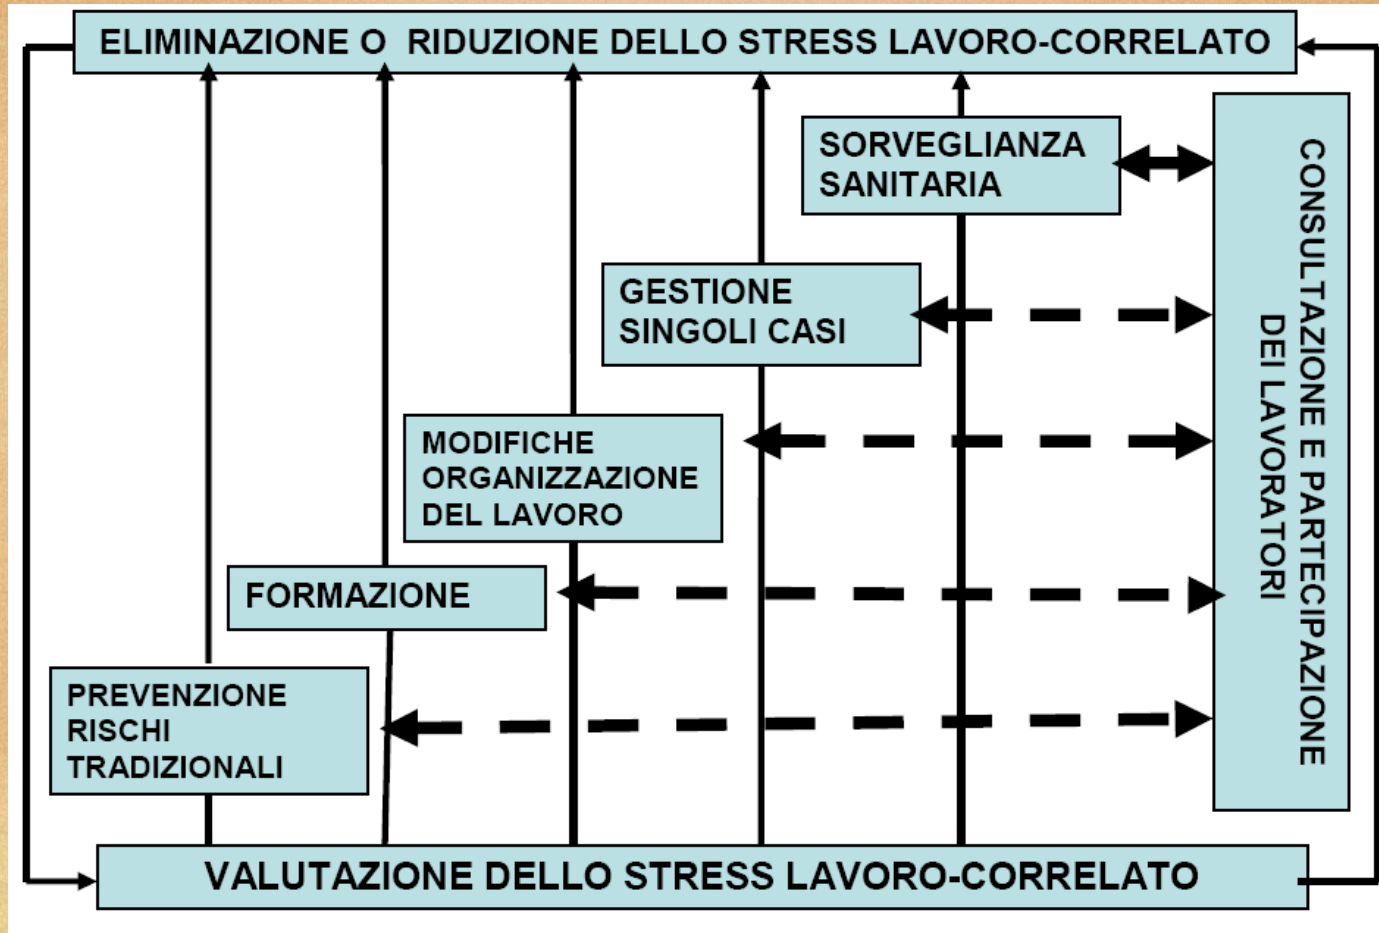 ELIMINAZIONE O RIDUZIONE DELLO STRESS LAVORO-CORRELATO
SORVEGLIANZA
SANITARIA
GESTIONE
SINGOLI CASI
MODIFICHE
ORGANIZZAZIONE
DEL LAVORO
FORMAZIONE
PREVENZIONE
RISCHI
TRADIZIONALI
CONSULTAZIONE E PARTECIPAZIONE
DEI LAVORATORI
VALUTAZIONE DELLO STRESS LAVORO-CORRELATO